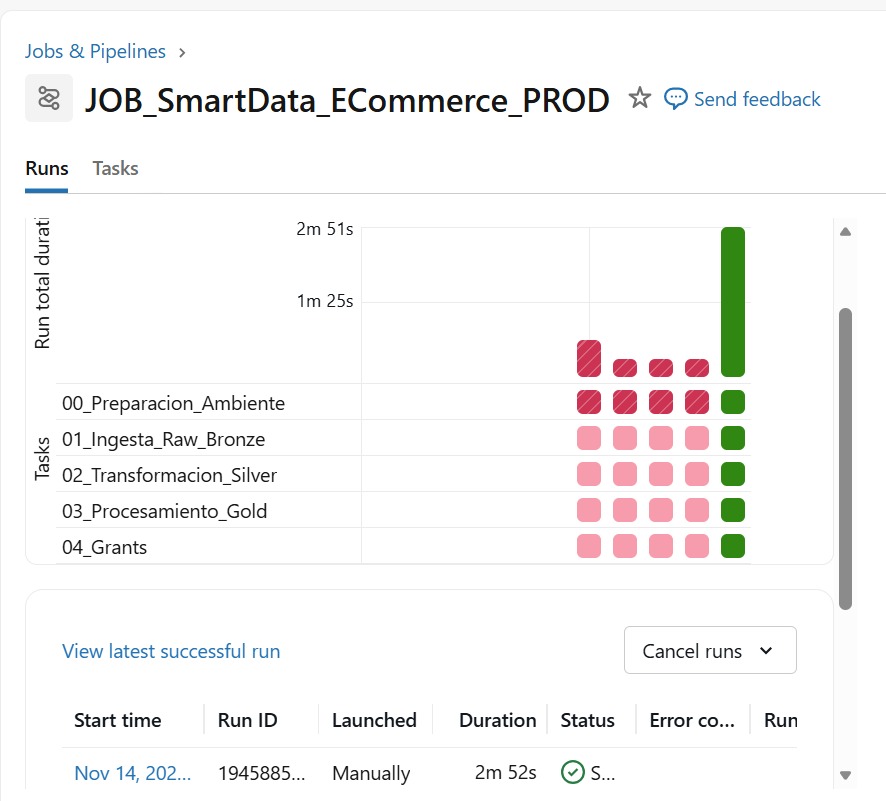 Jobs & Pipelines
JOB_SmartData_ECommerce_PROD
Send feedback
Runs Tasks
Run total durati
2m 51s
1m 25s
Tasks
00_Preparacion_Ambiente
01_Ingesta_Raw_Bronze
02_Transformacion_Silver
03_Procesamiento_Gold
04_Grants
View latest successful run
Cancel runs
Start time Run ID Launched Duration Status Error co... Run
Nov 14, 202... 1945885... Manually 2m 52s S...